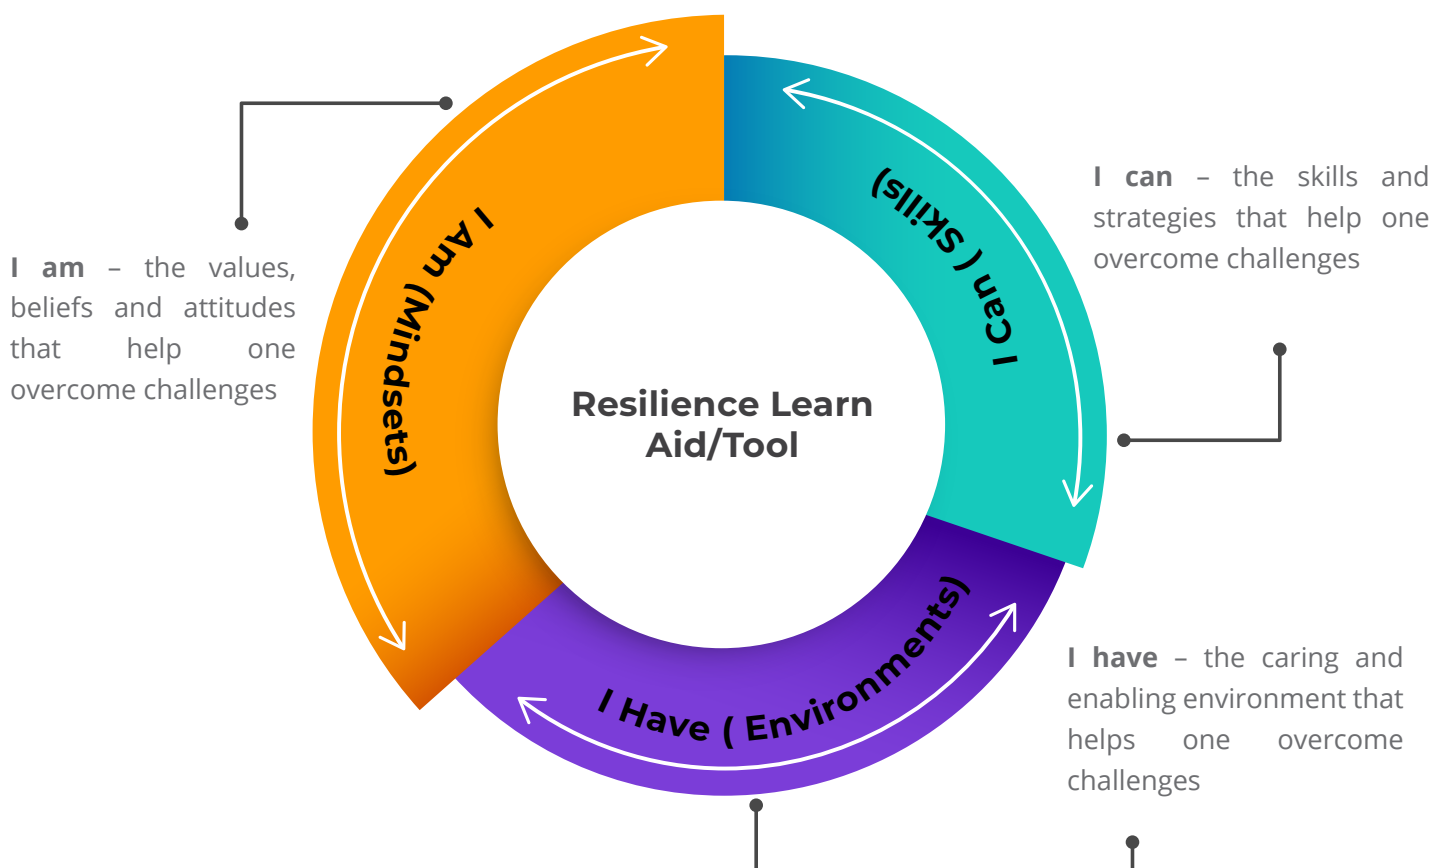 I Am (Mindsets)
I Can ( Skills)
I Have ( Environments)
Resilience Learn
Aid/Tool
I am – the values,
beliefs and attitudes
that help one
overcome challenges
I can – the skills and
strategies that help one
overcome challenges
I have – the caring and
enabling environment that
helps one overcome
challenges